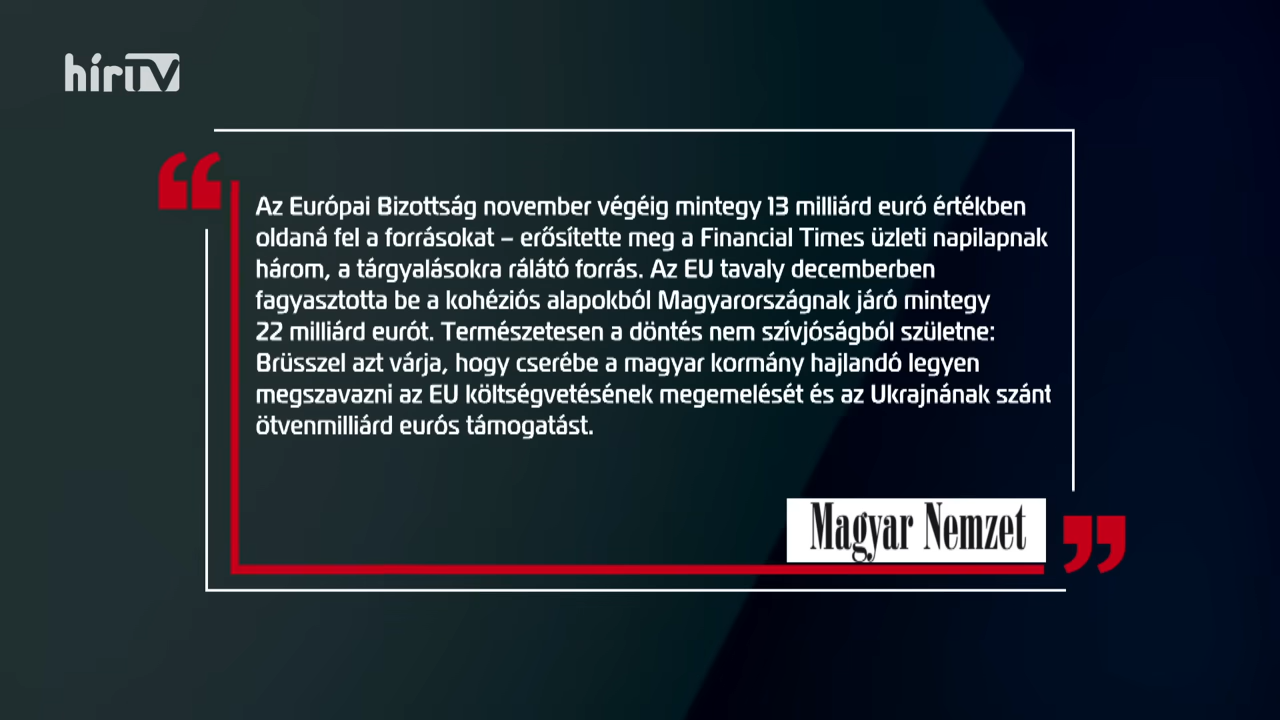 hírTV
Az Európai Bizottság november végéig mintegy 13 milliárd euró értékben
oldaná fel a forrásokat – erősítette meg a Financial Times üzleti napilapnak
három, a tárgyalásokra rálátó forrás. Az EU tavaly decemberben
fagyasztotta be a kohéziós alapokból Magyarországnak járó mintegy
22 milliárd eurót. Természetesen a döntés nem szívjóságból születne:
Brüsszel azt várja, hogy cserébe a magyar kormány hajlandó legyen
megszavazni az EU költségvetésének megemelését és az Ukrajnának szánt
ötvenmilliárd eurós támogatást.
Magyar Nemzet